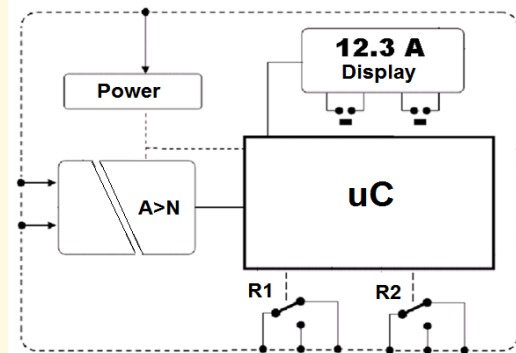 12.3 A
Display
Power
A>N
uC
R1
R2